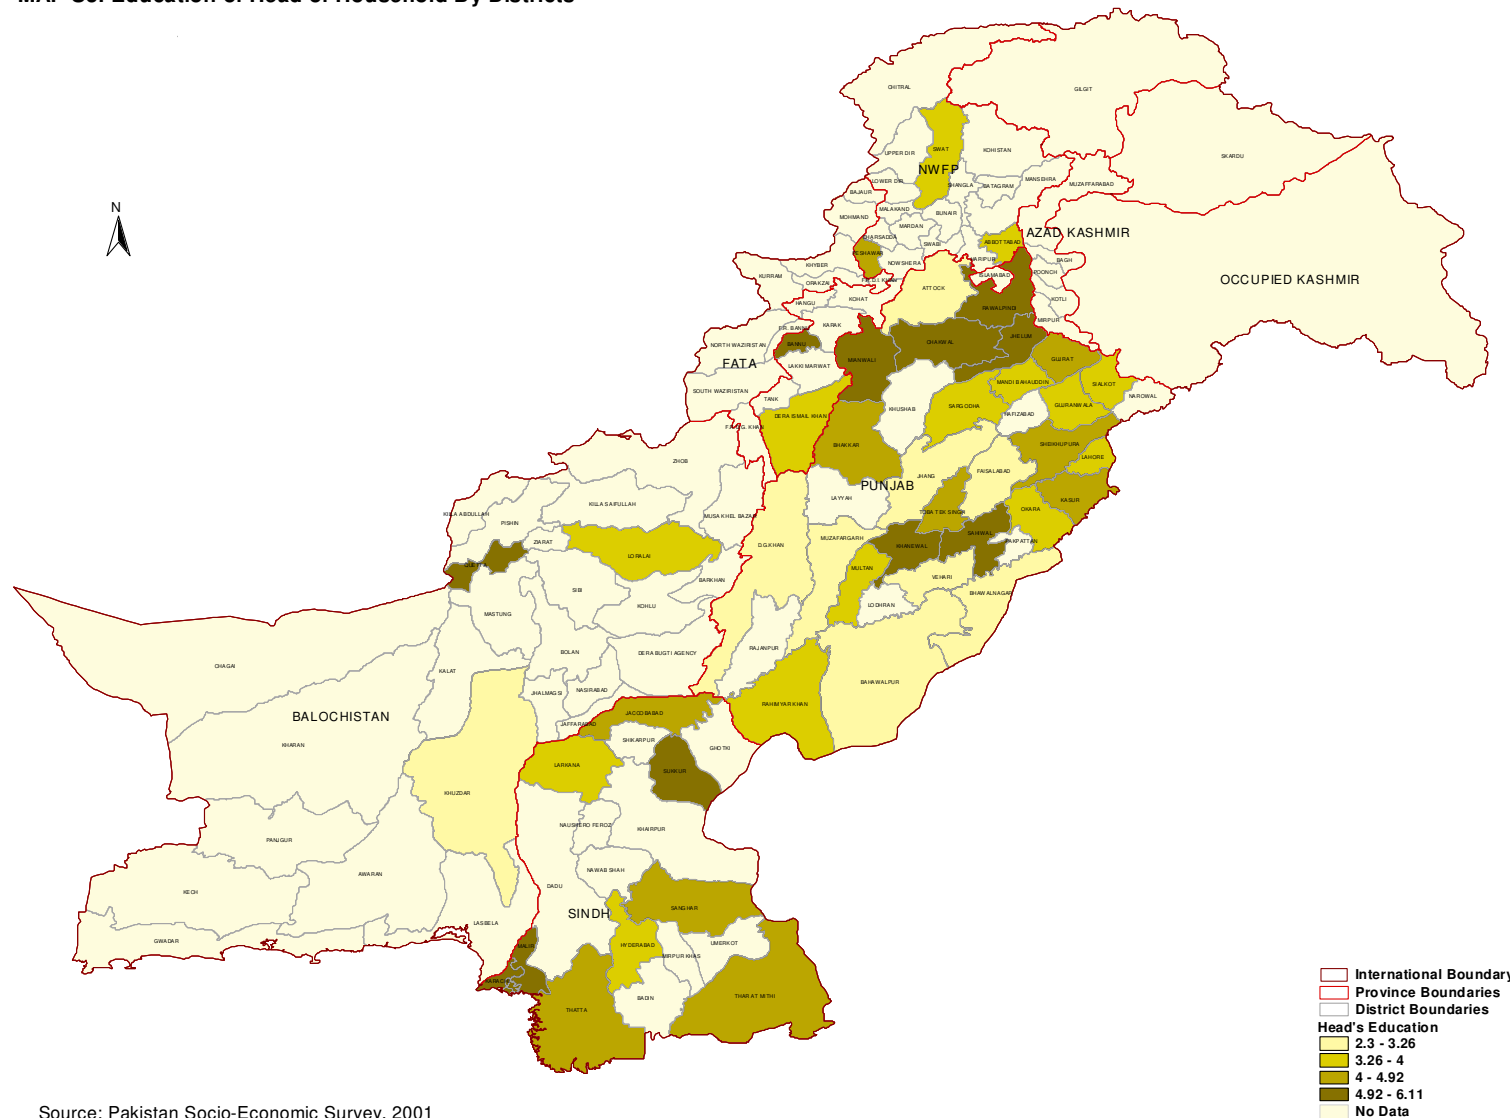 Education of Head of Household By Districts
N
CHITRAL
GILGIT
SKARDU
UPPER DIR
SWAT
KOHISTAN
NWFP
LOWER DIR
SHANGLA
BATAGRAM
MANSEHRA
MUZAFFARABAD
BAJAUR
MALAKAND
BUNAIR
MOHMAND
MARDAN
AZAD KASHMIR
CHARSADDA
SWABI
ABBOTTABAD
PESHAWAR
NOWSHERA
HARIPUR
BAGH
KHYBER
ISLAMABAD
POONCH
KURRAM
ORAKZAI
ATTOCK
OCCUPIED KASHMIR
HANGU
KOHAT
RAWALPINDI
KOTLI
MIRPUR
F.R. BANNU
KARAK
NORTH WAZIRISTAN
BANNU
MIANWALI
CHAKWAL
JHELUM
GUJRAT
FATA
LAKKI MARWAT
SOUTH WAZIRISTAN
TANK
DERA ISMAIL KHAN
KHUSHAB
SARGODHA
MANDI BAHAUDDIN
SIALKOT
NAROWAL
HAFIZABAD
GUJRANWALA
BHAKKAR
SHEIKHUPURA
LAHORE
ZHOB
PUNJAB
JHANG
FAISALABAD
LAYYAH
KASUR
KILLA SAIFULLAH
KILLA ABDULLAH
PISHIN
MUSA KHEL BAZAR
TOBA TEK SINGH
OKARA
ZIARAT
LORALAI
D.G.KHAN
MUZAFARGARH
KHANEWAL
SAHIWAL
PAKPATTAN
QUETTA
MULTAN
VEHARI
BARKHAN
SIBI
KOHLU
LODHRAN
BHAWALNAGAR
MASTUNG
BOLAN
DERA BUGTI AGENCY
RAJANPUR
CHAGAI
KALAT
BAHAWALPUR
JHALMAGSI
NASIRABAD
RAHIMYAR KHAN
BALOCHISTAN
JAFFARABAD
JACOBABAD
KHARAN
SHIKARPUR
GHOTKI
LARKANA
SUKKUR
KHUZDAR
NAUSHERO FEROZ
KHAIRPUR
PANJGUR
AWARAN
NAWAB SHAH
KECH
DADU
SANGHAR
LASBELA
SINDH
GWADAR
MALIR
HYDERABAD
MIRPUR KHAS
UMERKOT
KARACHI
BADIN
THARAT MITHI
THATTA
International Boundary
Province Boundaries
District Boundaries
Head's Education
2.3 - 3.26
3.26 - 4
4 - 4.92
4.92 - 6.11
No Data
Source: Pakistan Socio-Economic Survey, 2001